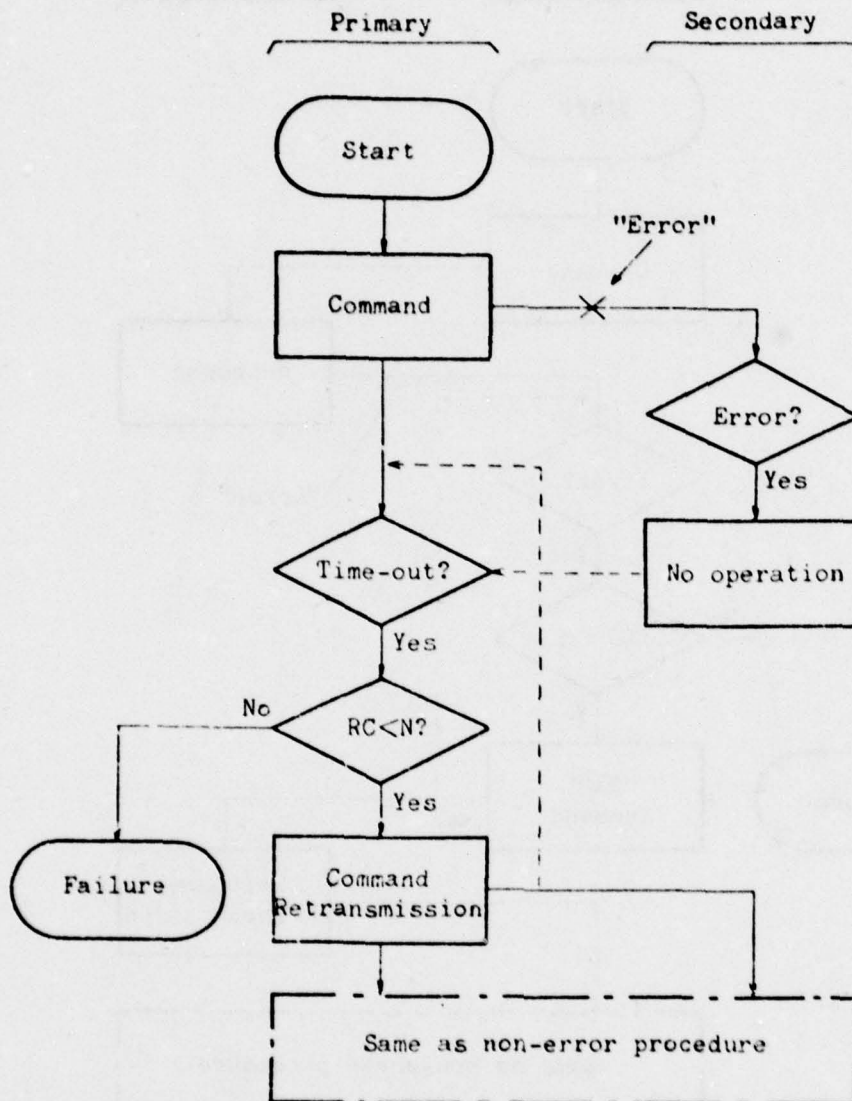 Primary
Secondary
Start
"Error"
Command
Error?
Yes
Time-out?
No operation
Yes
No
RC<N?
Yes
Failure
Command
Retransmission
Same as non-error procedure